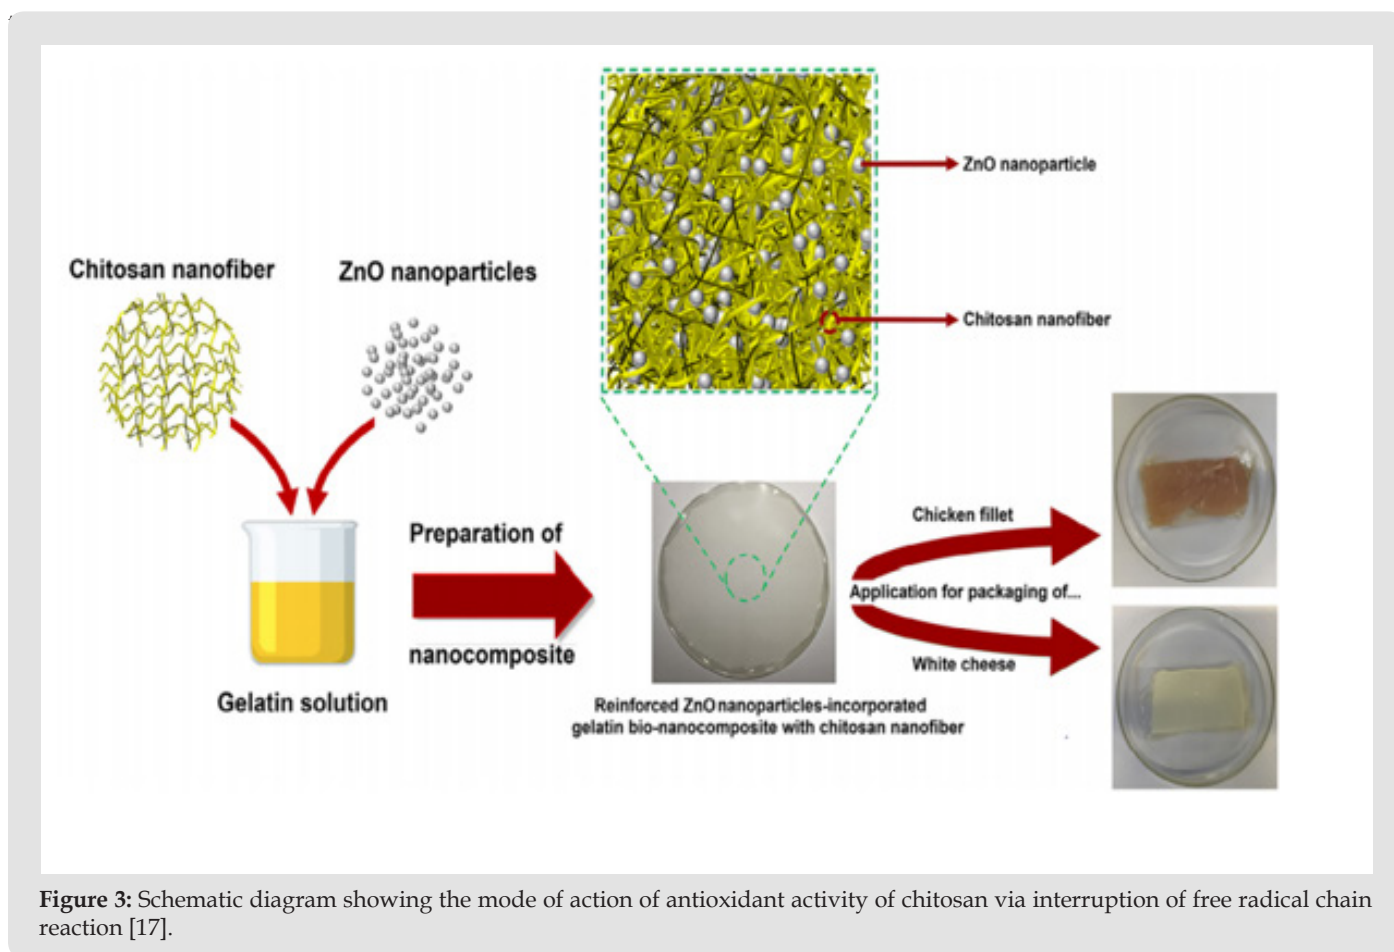 ZnO nanoparticle
Chitosan nanofiber
ZnO nanoparticles
Chitosan nanofiber
Gelatin solution
Preparation of
nanocomposite
Reinforced ZnO nanoparticles-incorporated
gelatin bio-nanocomposite with chitosan nanofiber
Chicken fillet
Application for packaging of...
White cheese
Figure 3: Schematic diagram showing the mode of action of antioxidant activity of chitosan via interruption of free radical chain
reaction [17].